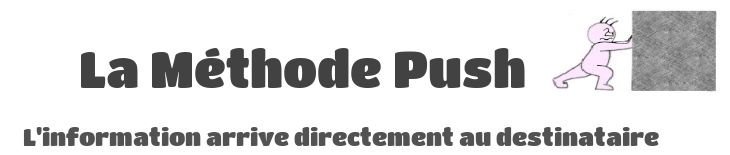 La Méthode Push
L'information arrive directement au destinataire